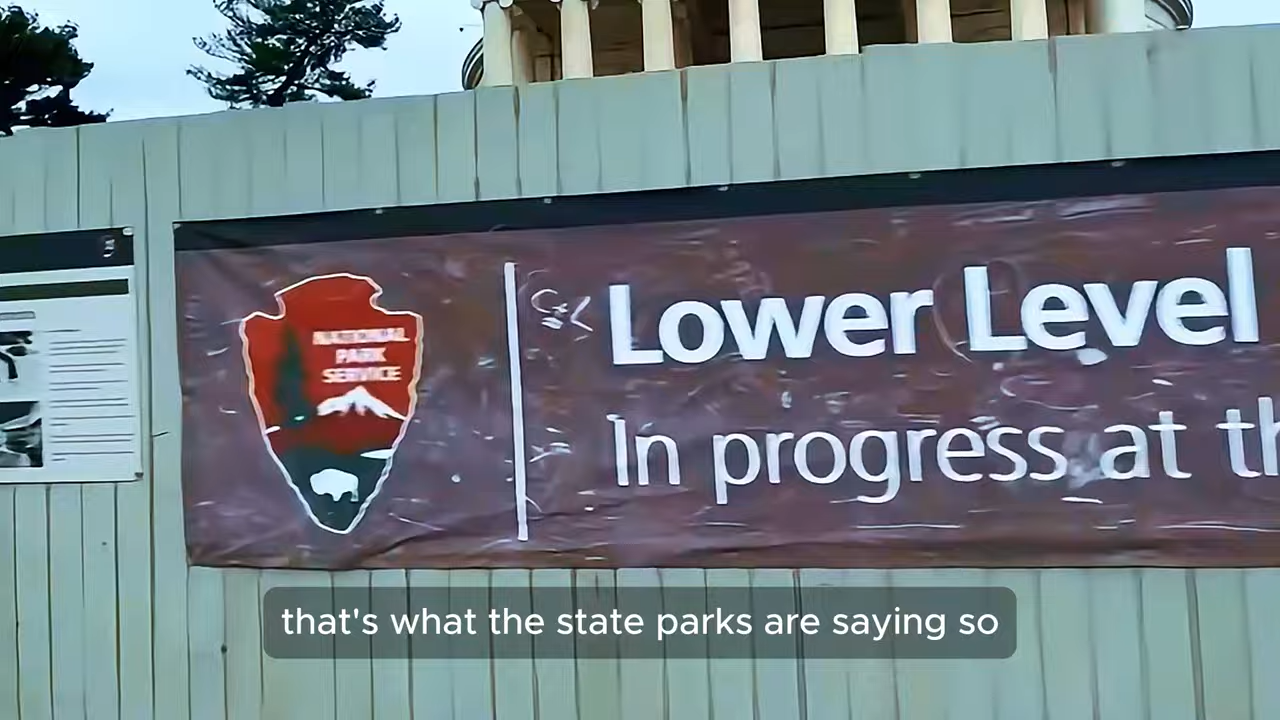 NATIONAL
PARK
SERVICE
Lower Level
In progress at th
that's what the state parks are saying so